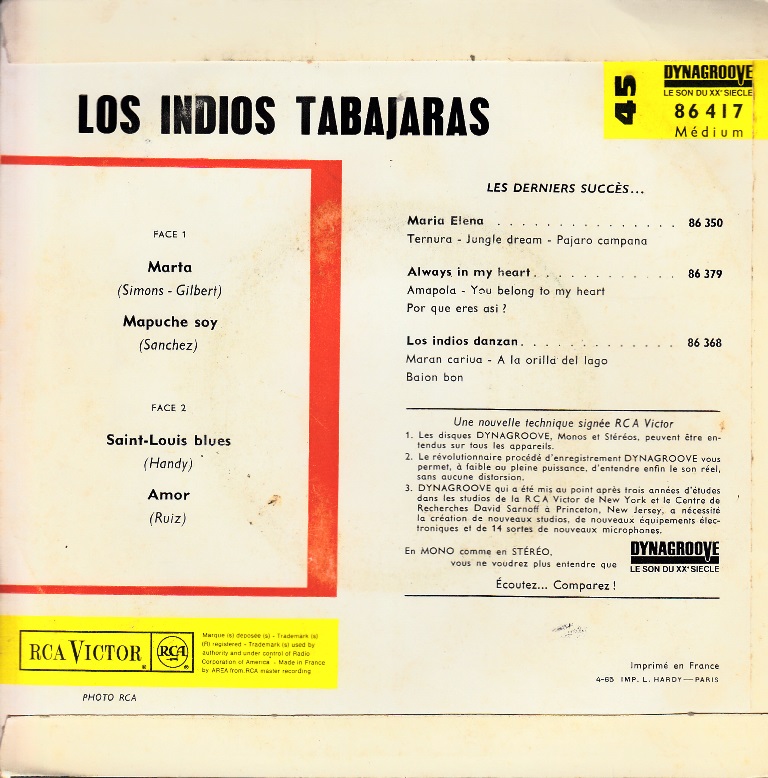 LOS INDIOS TABAJARAS
45
DYNAGROOVE
LE SON DU XXe SIECLE
86 417
Médium
FACE 1
Marta
(Simons - Gilbert)
Mapuche soy
(Sanchez)
FACE 2
Saint-Louis blues
(Handy)
Amor
(Ruiz)
LES DERNIERS SUCCÈS...
Maria Elena . . . . . . . . . . . . . . . 86 350
Ternura - Jungle dream - Pajaro campana
Always in my heart . . . . . . . . . . . . 86 379
Amapola - You belong to my heart
Por que eres asi ?
Los indios danzan . . . . . . . . . . . . . 86 368
Maran cariua - A la orilla del lago
Baion bon
Une nouvelle technique signée RCA Victor
1. Les disques DYNAGROOVE, Monos et Stéréos, peuvent être en-
tendus sur tous les appareils.
2. Le révolutionnaire procédé d'enregistrement DYNAGROOVE vous
permet, à faible ou pleine puissance, d'entendre enfin le son réel,
sans aucune distorsion.
3. DYNAGROOVE qui a été mis au point après trois années d'études
dans les studios de la RCA Victor de New York et le Centre de
Recherches David Sarnoff à Princeton, New Jersey, a nécessité
la création de nouveaux studios, de nouveaux équipements élec-
troniques et de 14 sortes de nouveaux microphones.
En MONO comme en STÉRÉO,
vous ne voudrez plus entendre que
DYNAGROOVE
LE SON DU XXe SIECLE
Écoutez... Comparez !
RCA VICTOR ®
RCA ®
Marque (s) déposée (s) - Trademark (s)
(R) registered - Trademark (s) used by
authority and under control of Radio
Corporation of America - Made in France
by AREA from RCA master recording
PHOTO RCA
Imprimé en France
4-65 IMP. L. HARDY—PARIS